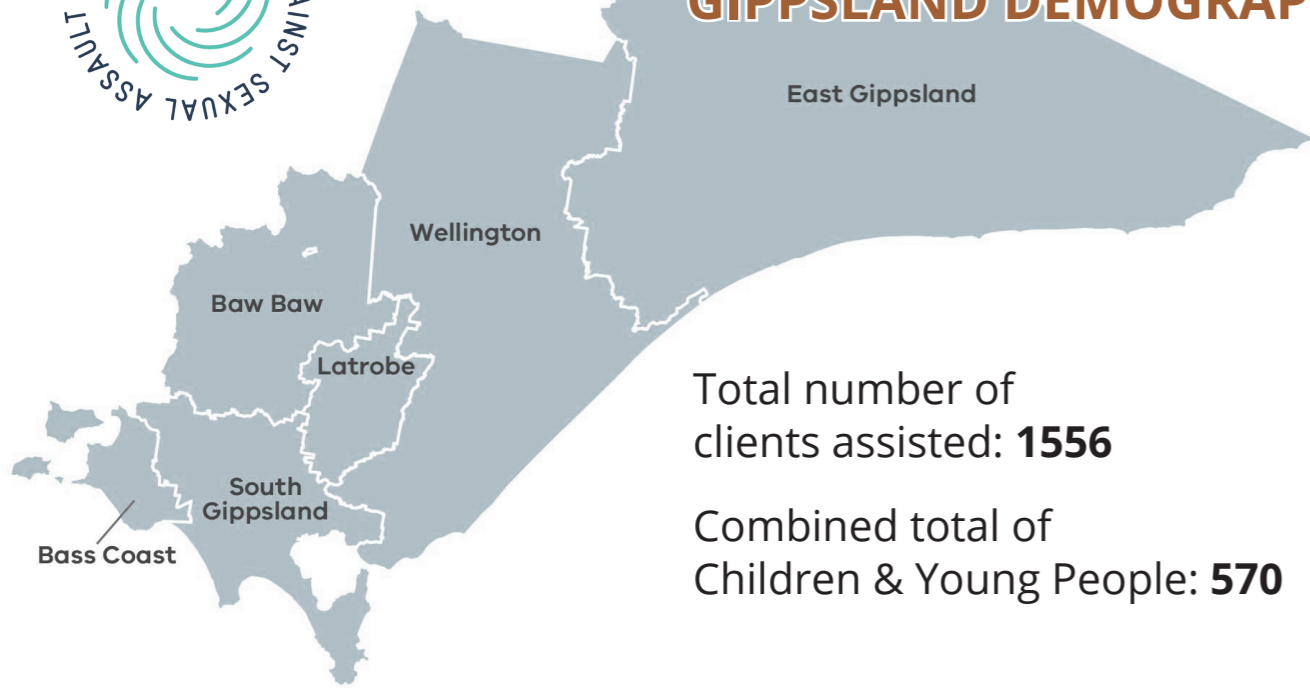 GIPPSLAND DEMOGRAP
AINST SEXUAL ASSAULT
East Gippsland
Wellington
Baw Baw
Latrobe
South
Gippsland
Bass Coast
Total number of
clients assisted: 1556
Combined total of
Children & Young People: 570